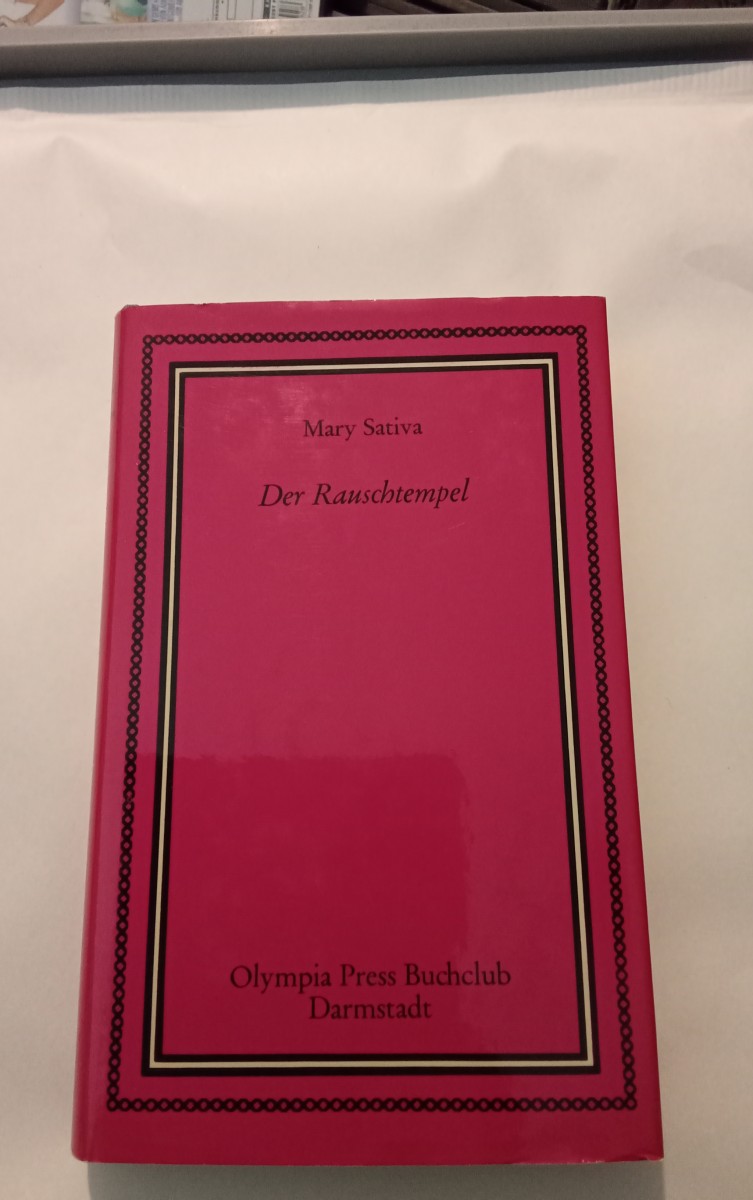 Mary Sativa
Der Rauschtempel
Olympia Press Buchclub
Darmstadt